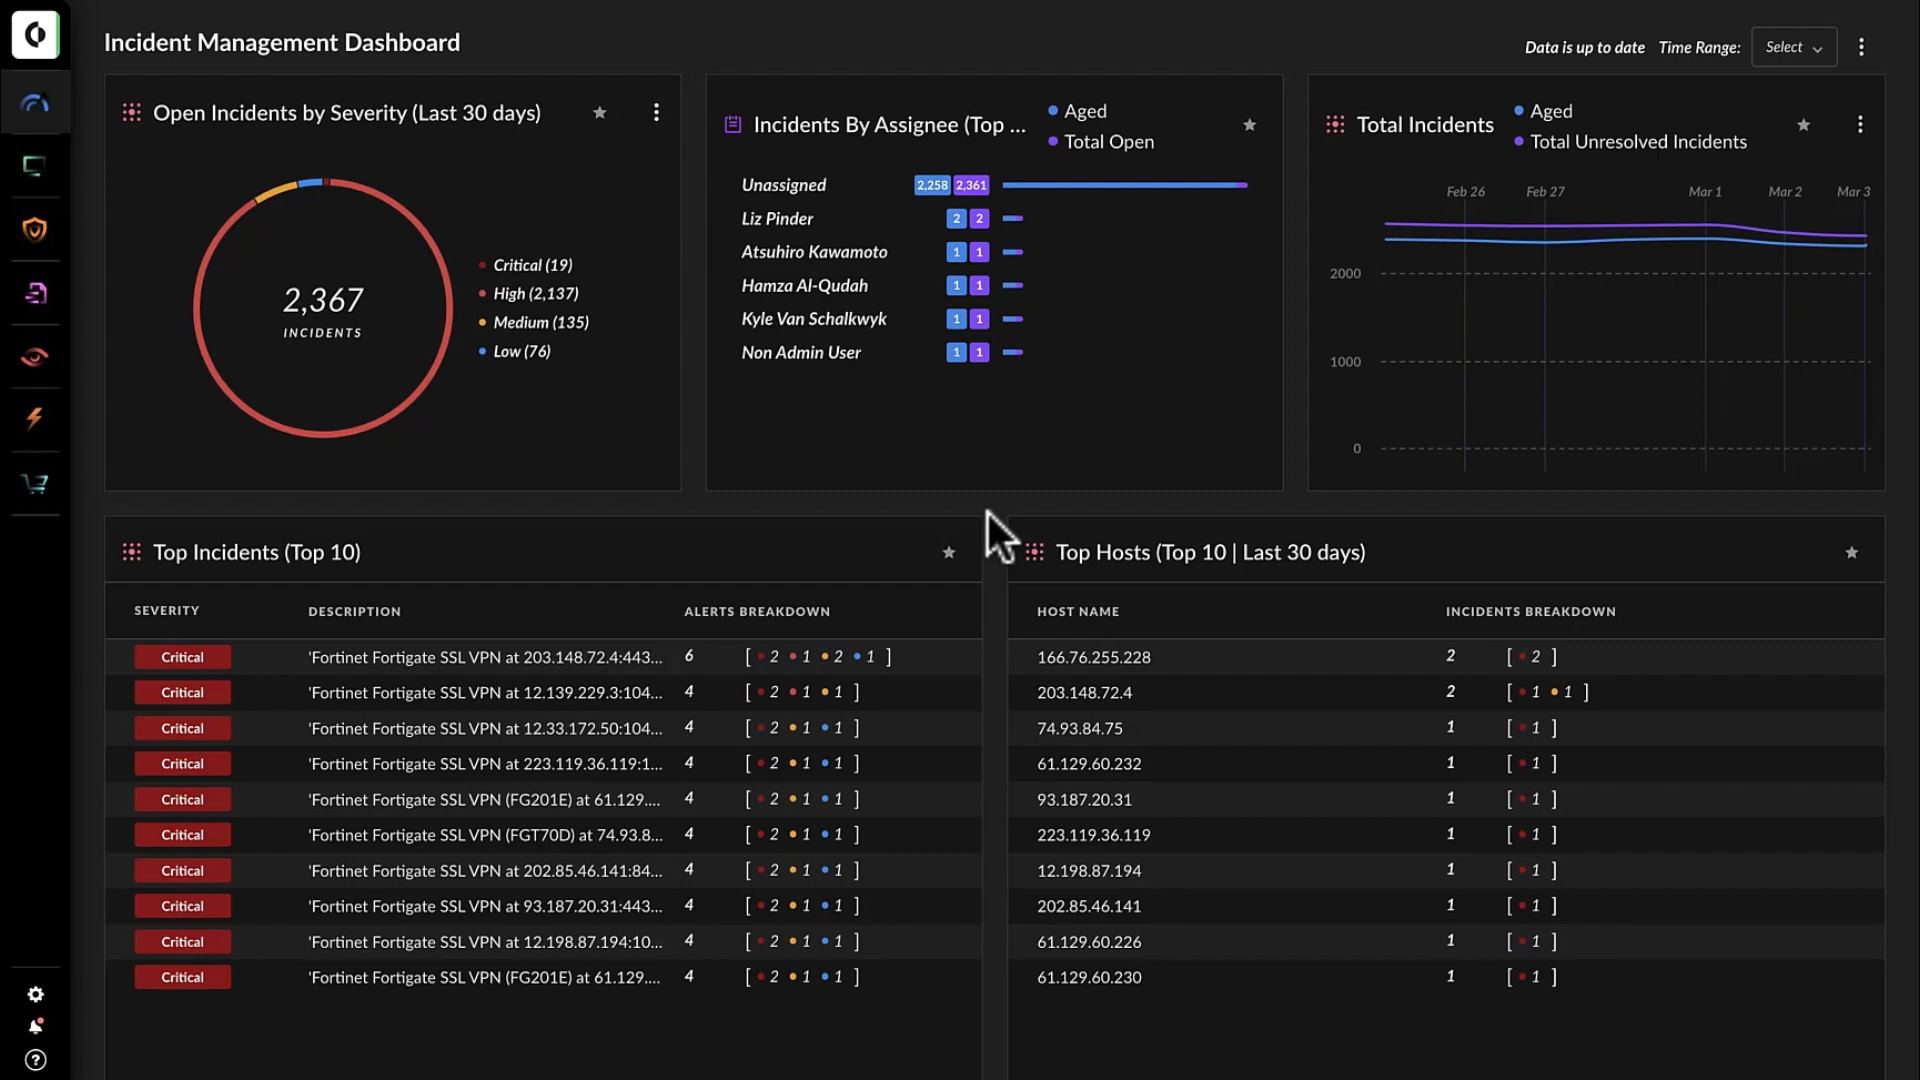 Incident Management Dashboard
Data is up to date Time Range: Select
Open Incidents by Severity (Last 30 days)
2,367
INCIDENTS
Critical (19)
High (2,137)
Medium (135)
Low (76)
Incidents By Assignee (Top ...
Aged
Total Open
Unassigned 2,258 2,361
Liz Pinder 2 2
Atsuhiro Kawamoto 1 1
Hamza Al-Qudah 1 1
Kyle Van Schalkwyk 1 1
Non Admin User 1 1
Total Incidents
Aged
Total Unresolved Incidents
Feb 26 Feb 27 Mar 1 Mar 2 Mar 3
2000
1000
0
Top Incidents (Top 10)
SEVERITY DESCRIPTION ALERTS BREAKDOWN
Critical 'Fortinet Fortigate SSL VPN at 203.148.72.4:443... 6 [ • 2 • 1 • 2 • 1 ]
Critical 'Fortinet Fortigate SSL VPN at 12.139.229.3:104... 4 [ • 2 • 1 • 1 ]
Critical 'Fortinet Fortigate SSL VPN at 12.33.172.50:104... 4 [ • 2 • 1 • 1 ]
Critical 'Fortinet Fortigate SSL VPN at 223.119.36.119:1... 4 [ • 2 • 1 • 1 ]
Critical 'Fortinet Fortigate SSL VPN (FG201E) at 61.129.... 4 [ • 2 • 1 • 1 ]
Critical 'Fortinet Fortigate SSL VPN (FGT70D) at 74.93.8... 4 [ • 2 • 1 • 1 ]
Critical 'Fortinet Fortigate SSL VPN at 202.85.46.141:84... 4 [ • 2 • 1 • 1 ]
Critical 'Fortinet Fortigate SSL VPN at 93.187.20.31:443... 4 [ • 2 • 1 • 1 ]
Critical 'Fortinet Fortigate SSL VPN at 12.198.87.194:10... 4 [ • 2 • 1 • 1 ]
Critical 'Fortinet Fortigate SSL VPN (FG201E) at 61.129.... 4 [ • 2 • 1 • 1 ]
Top Hosts (Top 10 | Last 30 days)
HOST NAME INCIDENTS BREAKDOWN
166.76.255.228 2 [ • 2 ]
203.148.72.4 2 [ • 1 • 1 ]
74.93.84.75 1 [ • 1 ]
61.129.60.232 1 [ • 1 ]
93.187.20.31 1 [ • 1 ]
223.119.36.119 1 [ • 1 ]
12.198.87.194 1 [ • 1 ]
202.85.46.141 1 [ • 1 ]
61.129.60.226 1 [ • 1 ]
61.129.60.230 1 [ • 1 ]